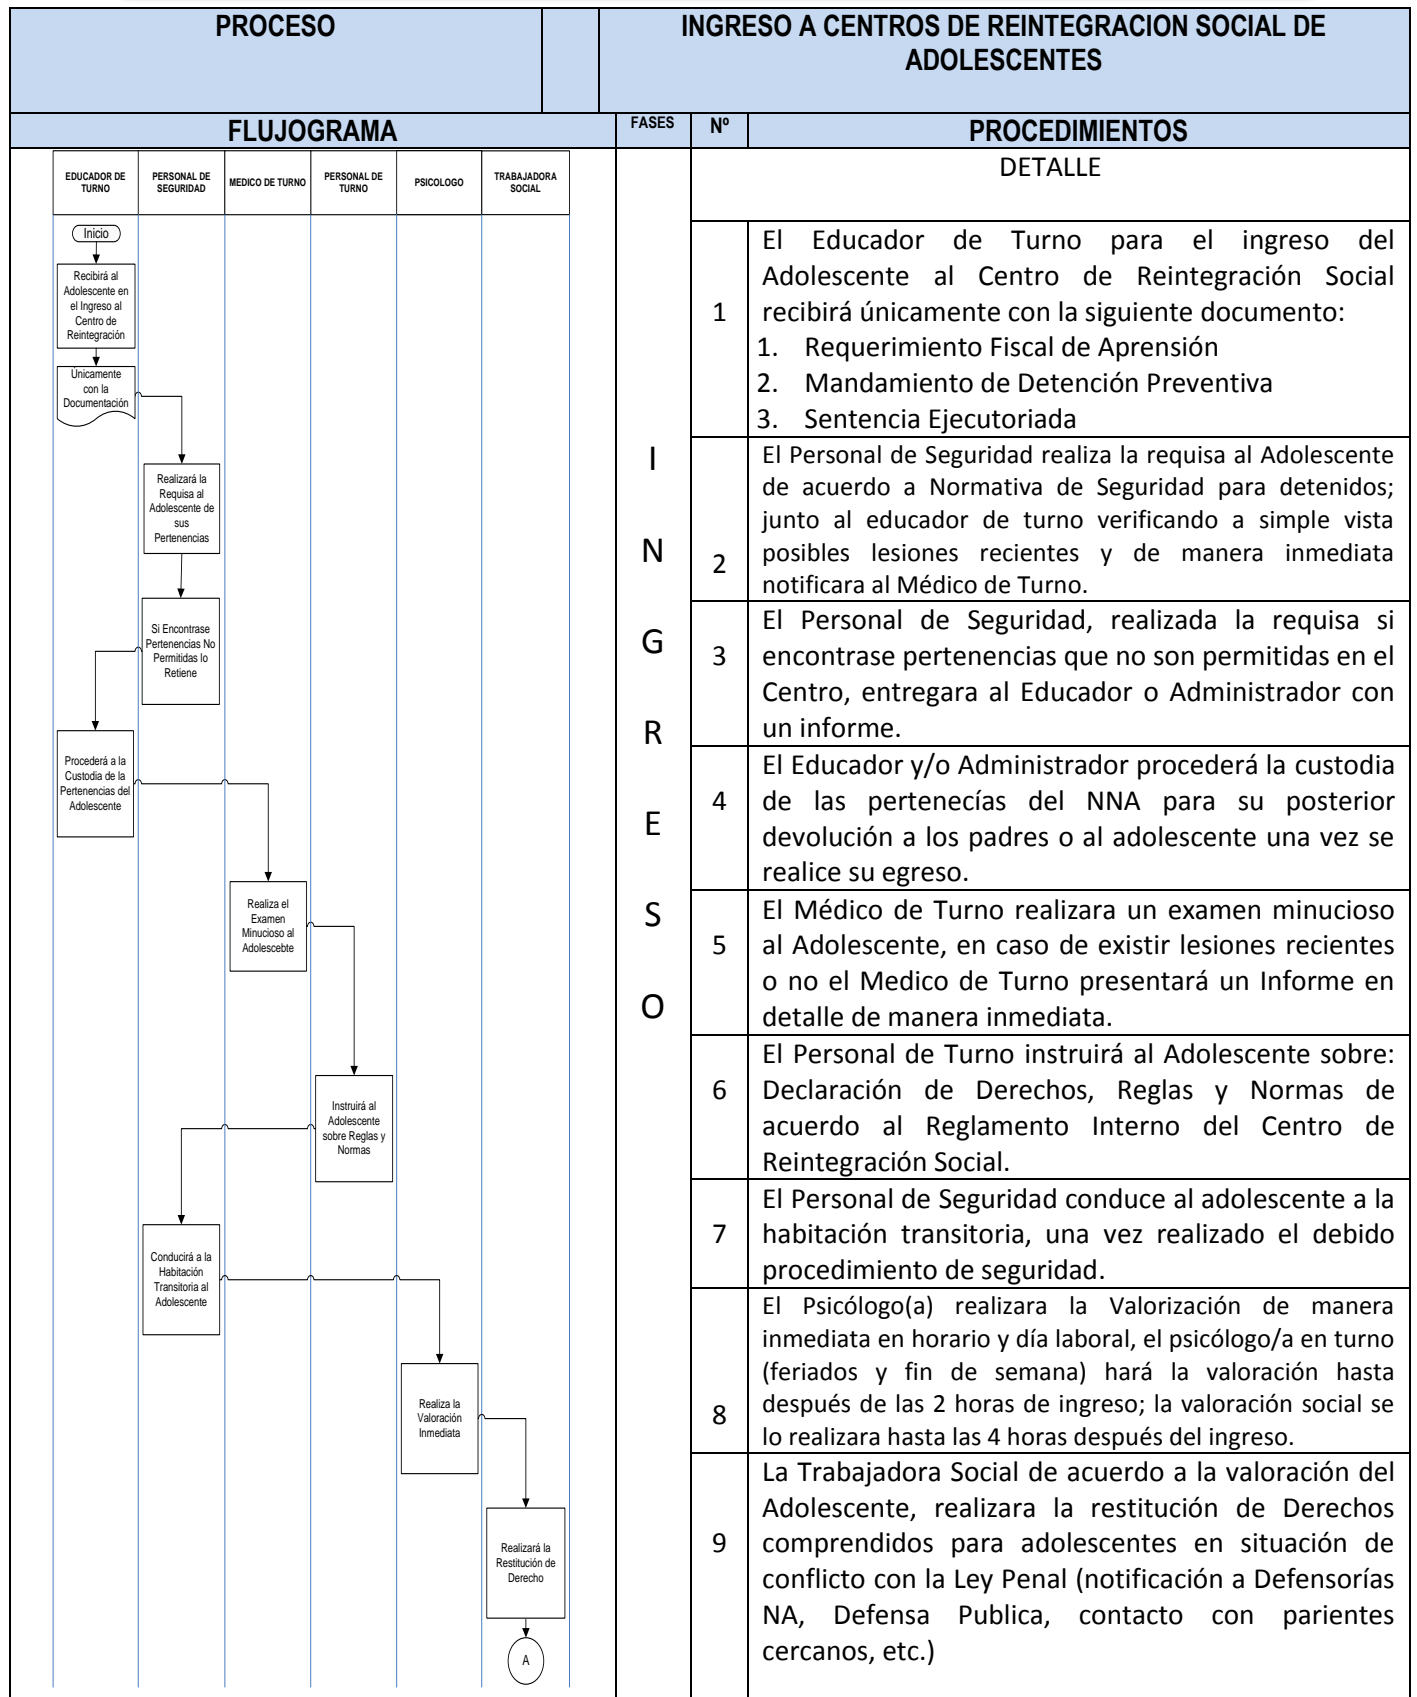 PROCESO
INGRESO A CENTROS DE REINTEGRACION SOCIAL DE
ADOLESCENTES
FLUJOGRAMA
FASES
Nº
PROCEDIMIENTOS
EDUCADOR DE
TURNO
PERSONAL DE
SEGURIDAD
MEDICO DE TURNO
PERSONAL DE
TURNO
PSICOLOGO
TRABAJADORA
SOCIAL
Inicio
Recibirá al
Adolescente en
el Ingreso al
Centro de
Reintegración
Únicamente
con la
Documentación
Realizará la
Requisa al
Adolescente de
sus
Pertenencias
Si Encontrase
Pertenencias No
Permitidas lo
Retiene
Procederá a la
Custodia de la
Pertenencias del
Adolescente
Realiza el
Examen
Minucioso al
Adolescebte
Instruirá al
Adolescente
sobre Reglas y
Normas
Conducirá a la
Habitación
Transitoria al
Adolescente
Realiza la
Valoración
Inmediata
Realizará la
Restitución de
Derecho
A
I
N
G
R
E
S
O
DETALLE
1
El Educador de Turno para el ingreso del
Adolescente al Centro de Reintegración Social
recibirá únicamente con la siguiente documento:
1. Requerimiento Fiscal de Aprensión
2. Mandamiento de Detención Preventiva
3. Sentencia Ejecutoriada
2
El Personal de Seguridad realiza la requisa al Adolescente
de acuerdo a Normativa de Seguridad para detenidos;
junto al educador de turno verificando a simple vista
posibles lesiones recientes y de manera inmediata
notificara al Médico de Turno.
3
El Personal de Seguridad, realizada la requisa si
encontrase pertenencias que no son permitidas en el
Centro, entregara al Educador o Administrador con
un informe.
4
El Educador y/o Administrador procederá la custodia
de las pertenecías del NNA para su posterior
devolución a los padres o al adolescente una vez se
realice su egreso.
5
El Médico de Turno realizara un examen minucioso
al Adolescente, en caso de existir lesiones recientes
o no el Medico de Turno presentará un Informe en
detalle de manera inmediata.
6
El Personal de Turno instruirá al Adolescente sobre:
Declaración de Derechos, Reglas y Normas de
acuerdo al Reglamento Interno del Centro de
Reintegración Social.
7
El Personal de Seguridad conduce al adolescente a la
habitación transitoria, una vez realizado el debido
procedimiento de seguridad.
8
El Psicólogo(a) realizara la Valorización de manera
inmediata en horario y día laboral, el psicólogo/a en turno
(feriados y fin de semana) hará la valoración hasta
después de las 2 horas de ingreso; la valoración social se
lo realizara hasta las 4 horas después del ingreso.
9
La Trabajadora Social de acuerdo a la valoración del
Adolescente, realizara la restitución de Derechos
comprendidos para adolescentes en situación de
conflicto con la Ley Penal (notificación a Defensorías
NA, Defensa Publica, contacto con parientes
cercanos, etc.)